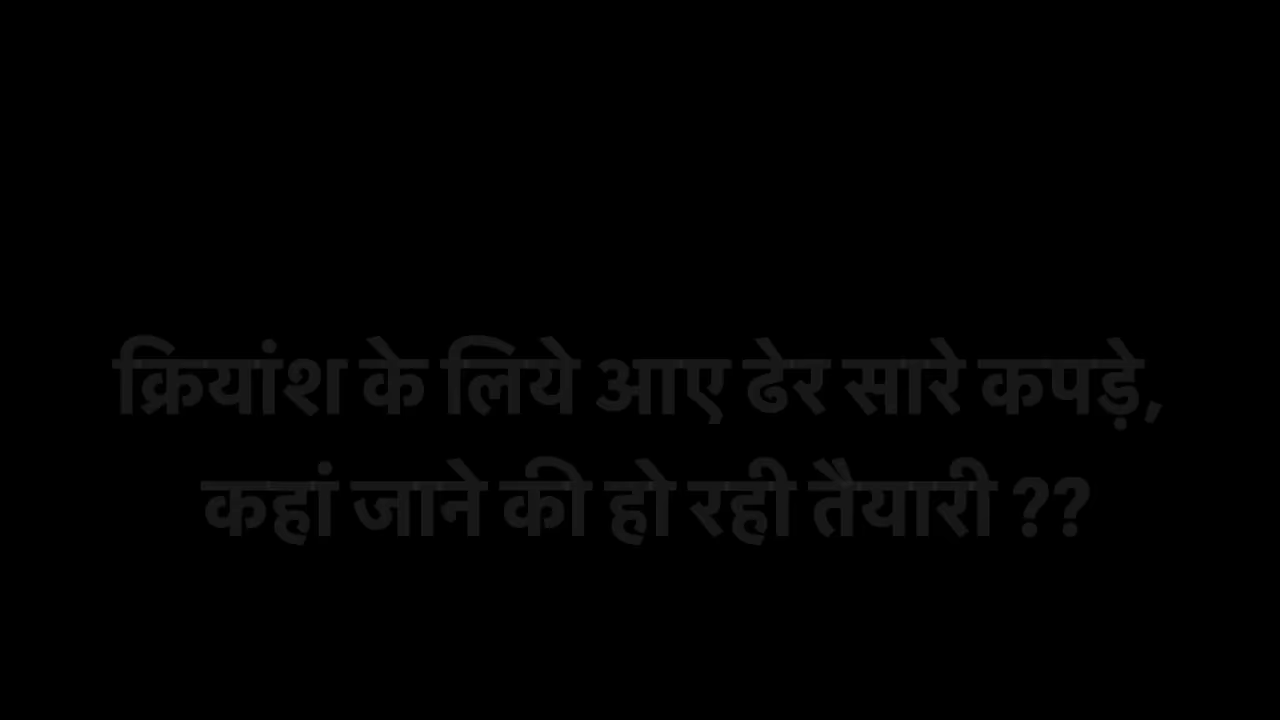 क्रियांश के लिये आए ढेर सारे कपड़े,
कहां जाने की हो रही तैयारी ??